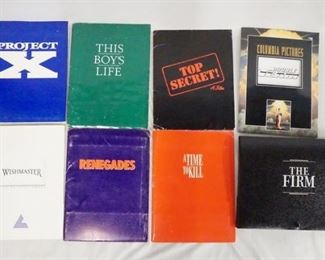 PROJECT
X
THIS
BOY'S
LIFE
TOP
SECRET!
COLUMBIA PICTURES
WISHMASTER
RENEGADES
A TIME
TO KILL
THE
FIRM